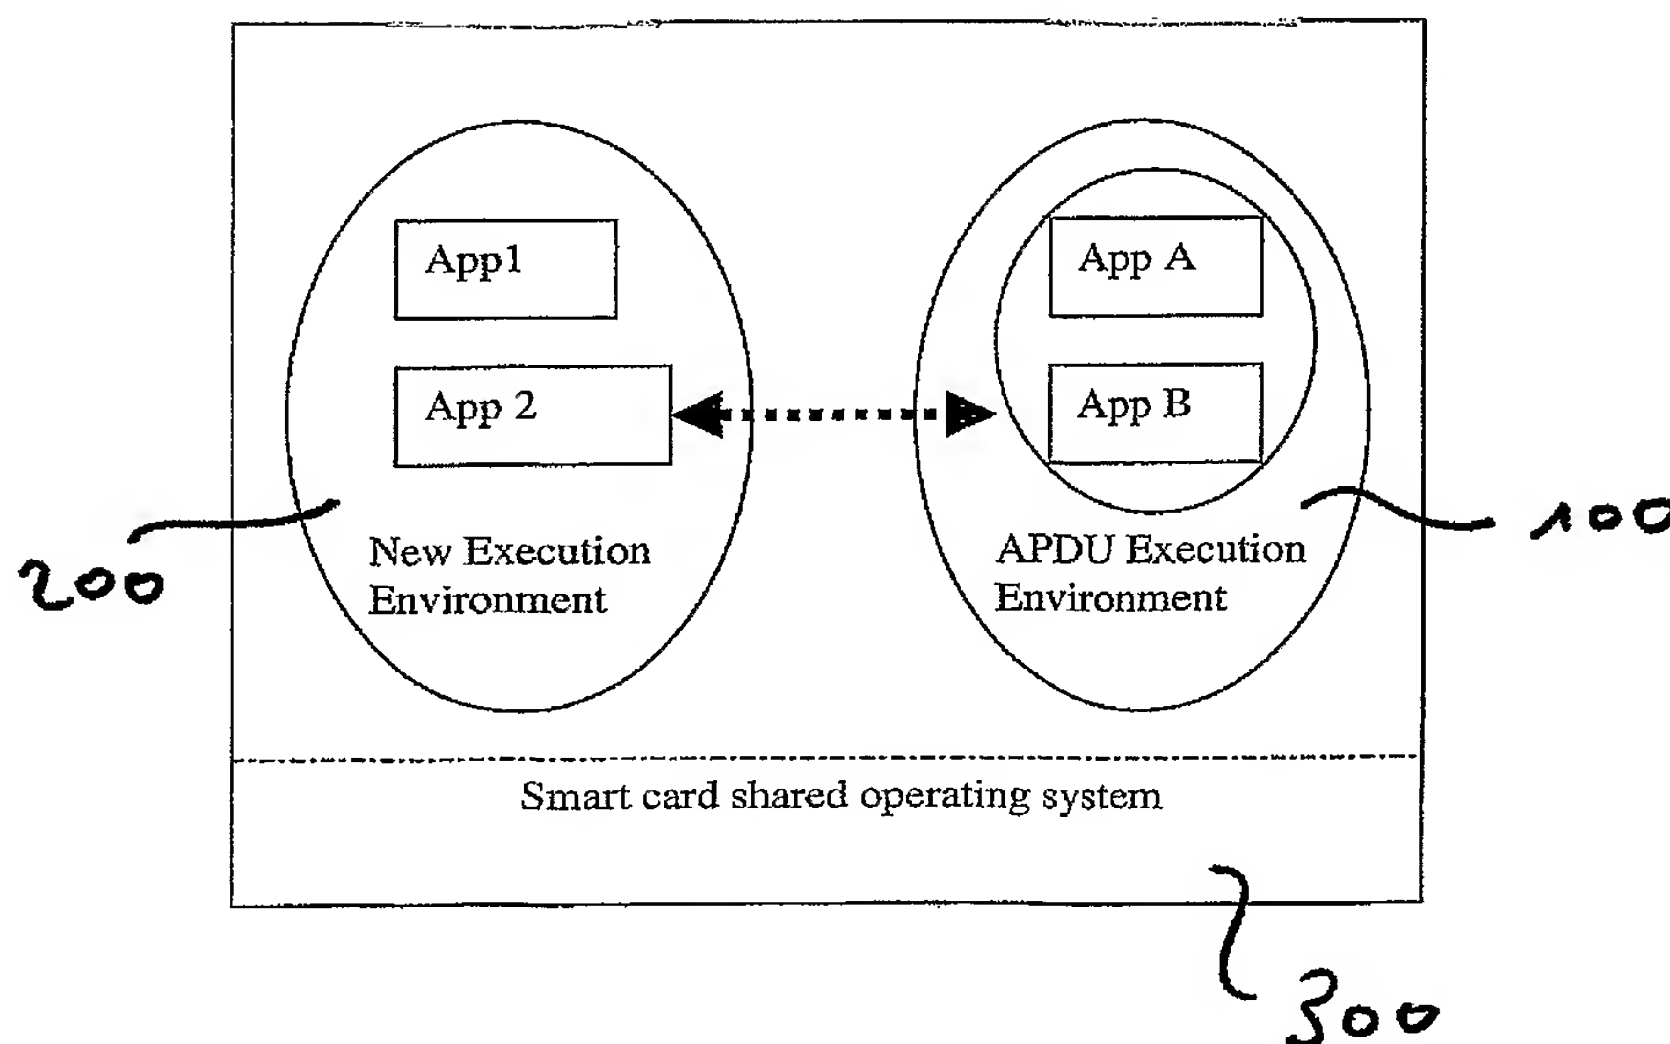 App1
App A
App 2
App B
200
New Execution
Environment
APDU Execution
Environment
100
Smart card shared operating system
300